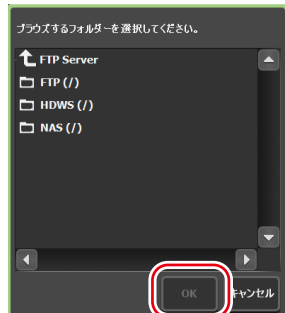 ブラウズするフォルダーを選択してください。
FTP Server
FTP (/)
HDWS (/)
NAS (/)
OK
キャンセル